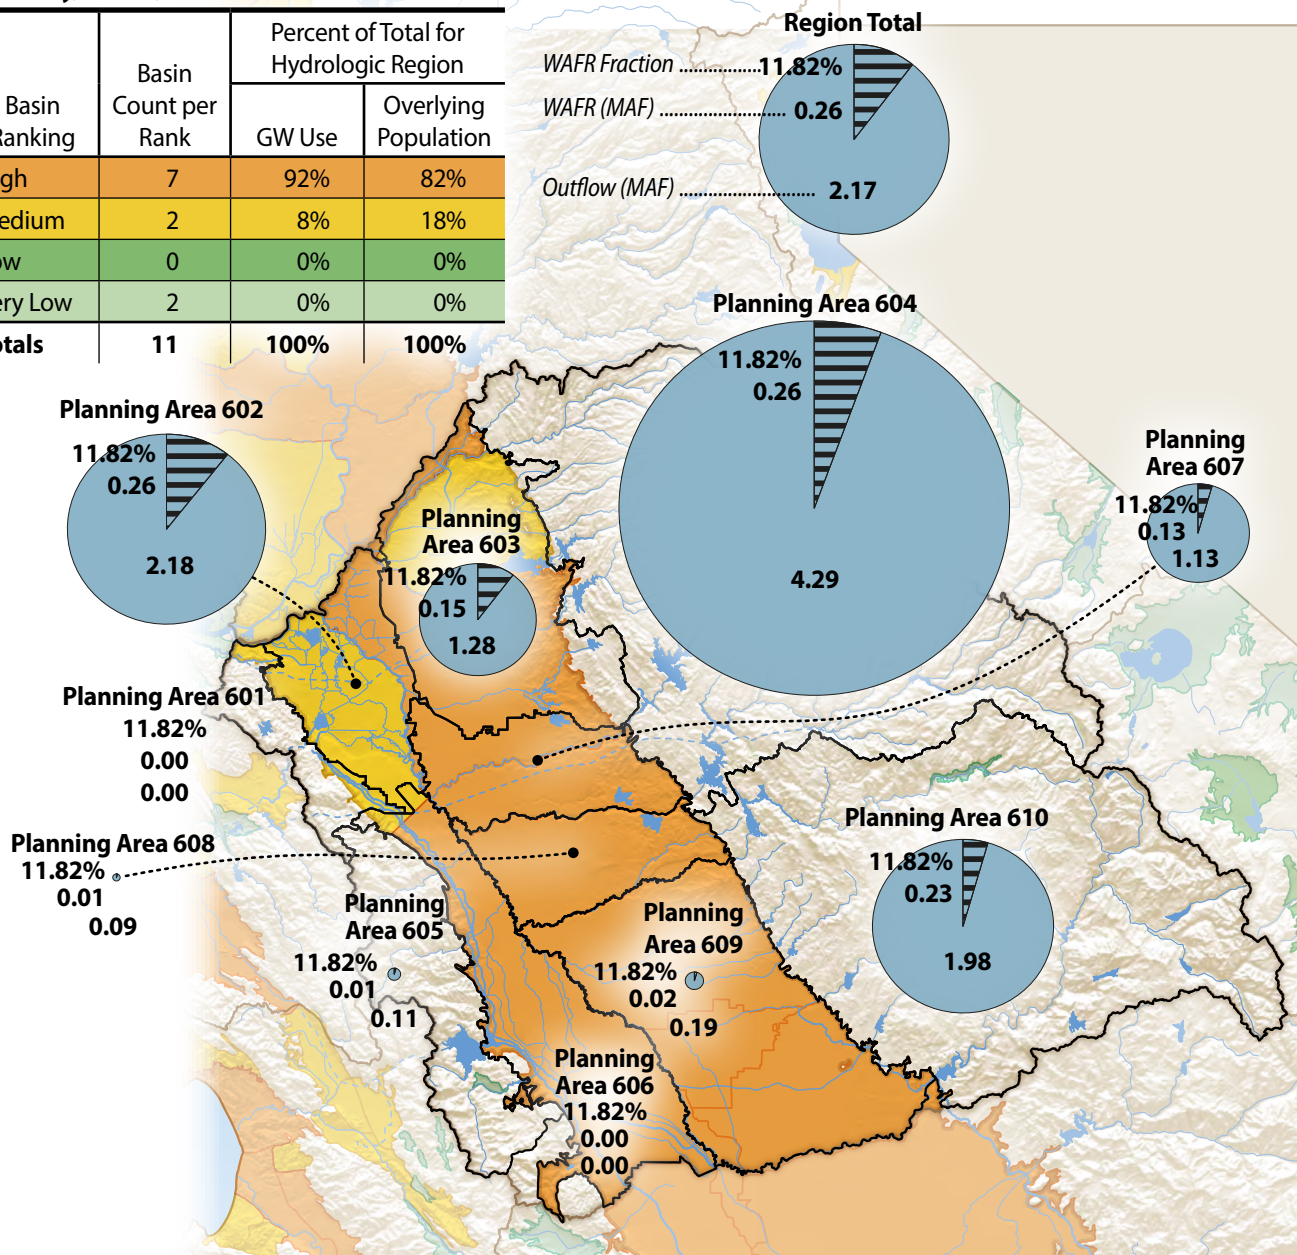 Percent of Total for
Hydrologic Region
Basin
Count per
Rank
Basin
GW Use
Overlying
Population
7 92% 82%
2 8% 18%
0 0% 0%
Low 2 0% 0%
11 100% 100%
Region Total
WAFR Fraction ..............11.82%
WAFR (MAF) ....................... 0.26
Outflow (MAF) ......................... 2.17
Planning Area 604
11.82%
0.26
4.29
Planning Area 602
11.82%
0.26
2.18
Planning
Area 607
11.82%
0.13
1.13
Planning
Area 603
11.82%
0.15
1.28
Planning Area 601
11.82%
0.00
0.00
Planning Area 610
11.82%
0.23
1.98
Planning Area 608
11.82%
0.01
0.09
Planning
Area 605
11.82%
0.01
0.11
Planning
Area 609
11.82%
0.02
0.19
Planning
Area 606
11.82%
0.00
0.00